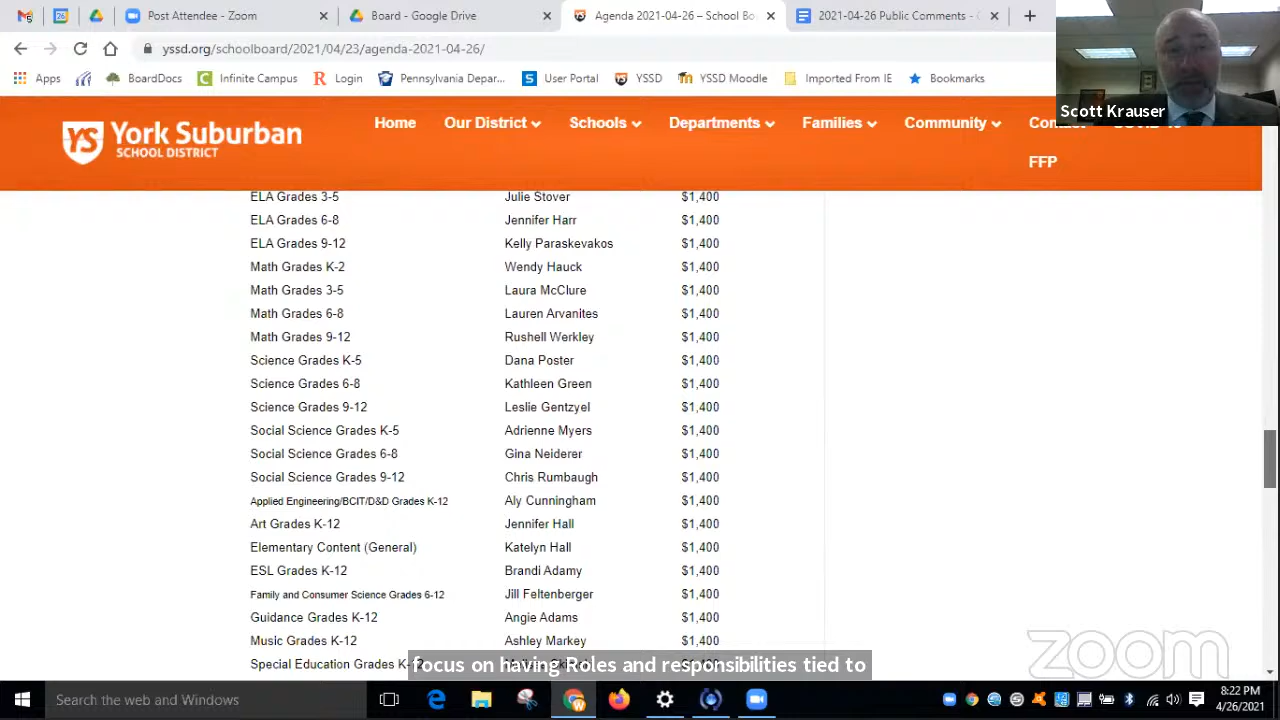 Post Attendee - Zoom
Board - Google Drive
Agenda 2021-04-26 – School Bo
2021-04-26 Public Comments -
yssd.org/schoolboard/2021/04/23/agenda-2021-04-26/
Apps
BoardDocs
Infinite Campus
Login
Pennsylvania Depar...
User Portal
YSSD
YSSD Moodle
Imported From IE
Bookmarks
Scott Krauser
YS York Suburban
SCHOOL DISTRICT
Home
Our District
Schools
Departments
Families
Community
FFP
ELA Grades 3-5 Julie Stover $1,400
ELA Grades 6-8 Jennifer Harr $1,400
ELA Grades 9-12 Kelly Paraskevakos $1,400
Math Grades K-2 Wendy Hauck $1,400
Math Grades 3-5 Laura McClure $1,400
Math Grades 6-8 Lauren Arvanites $1,400
Math Grades 9-12 Rushell Werkley $1,400
Science Grades K-5 Dana Poster $1,400
Science Grades 6-8 Kathleen Green $1,400
Science Grades 9-12 Leslie Gentzyel $1,400
Social Science Grades K-5 Adrienne Myers $1,400
Social Science Grades 6-8 Gina Neiderer $1,400
Social Science Grades 9-12 Chris Rumbaugh $1,400
Applied Engineering/BCIT/D&D Grades K-12 Aly Cunningham $1,400
Art Grades K-12 Jennifer Hall $1,400
Elementary Content (General) Katelyn Hall $1,400
ESL Grades K-12 Brandi Adamy $1,400
Family and Consumer Science Grades 6-12 Jill Feltenberger $1,400
Guidance Grades K-12 Angie Adams $1,400
Music Grades K-12 Ashley Markey $1,400
Special Education Grades K-
focus on having Roles and responsibilities tied to
zoom
Search the web and Windows
8:22 PM
4/26/2021